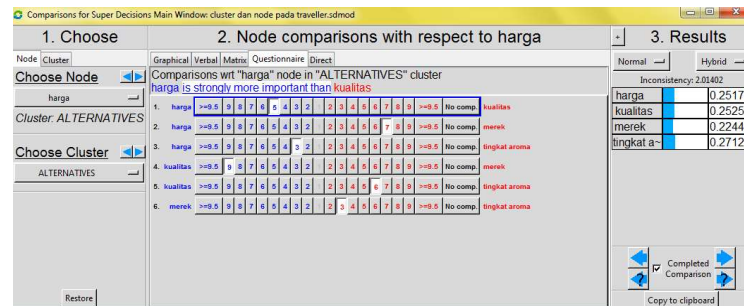 Comparisons for Super Decisions Main Window: cluster dan node pada traveller.sdmod
1. Choose
2. Node comparisons with respect to harga
+ 3. Results
Node Cluster
Graphical Verbal Matrix Questionnaire Direct
Normal Hybrid
Choose Node
Comparisons wrt "harga" node in "ALTERNATIVES" cluster
harga is strongly more important than kualitas
Inconsistency: 2.01402
harga
Cluster: ALTERNATIVES
Choose Cluster
ALTERNATIVES
1. harga >=9.5 9 8 7 6 5 4 3 2 2 3 4 5 6 7 8 9 >=9.5 No comp. kualitas
2. harga >=9.5 9 8 7 6 5 4 3 2 2 3 4 5 6 7 8 9 >=9.5 No comp. merek
3. harga >=9.5 9 8 7 6 5 4 3 2 2 3 4 5 6 7 8 9 >=9.5 No comp. tingkat aroma
4. kualitas >=9.5 9 8 7 6 5 4 3 2 2 3 4 5 6 7 8 9 >=9.5 No comp. merek
5. kualitas >=9.5 9 8 7 6 5 4 3 2 2 3 4 5 6 7 8 9 >=9.5 No comp. tingkat aroma
6. merek >=9.5 9 8 7 6 5 4 3 2 2 3 4 5 6 7 8 9 >=9.5 No comp. tingkat aroma
harga 0.2517
kualitas 0.2525
merek 0.2244
tingkat a~ 0.2712
Completed
Comparison
Restore
Copy to clipboard